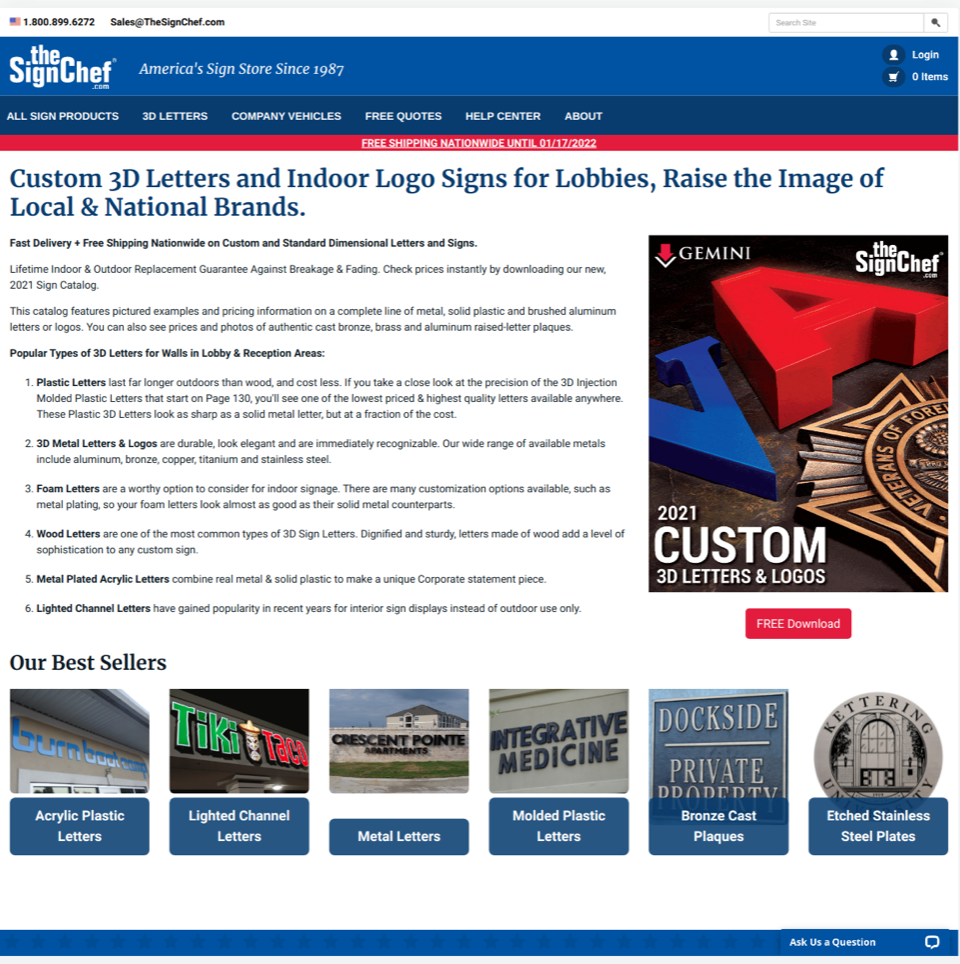 1.800.899.6272 Sales@TheSignChef.com
Search Site
the
SignChef®
.com
America's Sign Store Since 1987
Login
0 Items
ALL SIGN PRODUCTS 3D LETTERS COMPANY VEHICLES FREE QUOTES HELP CENTER ABOUT
FREE SHIPPING NATIONWIDE UNTIL 01/17/2022
Custom 3D Letters and Indoor Logo Signs for Lobbies, Raise the Image of
Local & National Brands.
Fast Delivery + Free Shipping Nationwide on Custom and Standard Dimensional Letters and Signs.
Lifetime Indoor & Outdoor Replacement Guarantee Against Breakage & Fading. Check prices instantly by downloading our new,
2021 Sign Catalog.
This catalog features pictured examples and pricing information on a complete line of metal, solid plastic and brushed aluminum
letters or logos. You can also see prices and photos of authentic cast bronze, brass and aluminum raised-letter plaques.
Popular Types of 3D Letters for Walls in Lobby & Reception Areas:
1. Plastic Letters last far longer outdoors than wood, and cost less. If you take a close look at the precision of the 3D Injection
Molded Plastic Letters that start on Page 130, you'll see one of the lowest priced & highest quality letters available anywhere.
These Plastic 3D Letters look as sharp as a solid metal letter, but at a fraction of the cost.
2. 3D Metal Letters & Logos are durable, look elegant and are immediately recognizable. Our wide range of available metals
include aluminum, bronze, copper, titanium and stainless steel.
3. Foam Letters are a worthy option to consider for indoor signage. There are many customization options available, such as
metal plating, so your foam letters look almost as good as their solid metal counterparts.
4. Wood Letters are one of the most common types of 3D Sign Letters. Dignified and sturdy, letters made of wood add a level of
sophistication to any custom sign.
5. Metal Plated Acrylic Letters combine real metal & solid plastic to make a unique Corporate statement piece.
6. Lighted Channel Letters have gained popularity in recent years for interior sign displays instead of outdoor use only.
GEMINI
the
SignChef
.com
A
VETERANS OF FOREI
2021
CUSTOM
3D LETTERS & LOGOS
FREE Download
Our Best Sellers
burn boot camp
TIKI TACO
CRESCENT POINTE
APARTMENTS
INTEGRATIVE
MEDICINE
DOCKSIDE
PRIVATE
PROPERTY
KETTERING
UNIVERSITY
Acrylic Plastic
Letters
Lighted Channel
Letters
Metal Letters
Molded Plastic
Letters
Bronze Cast
Plaques
Etched Stainless
Steel Plates
Ask Us a Question